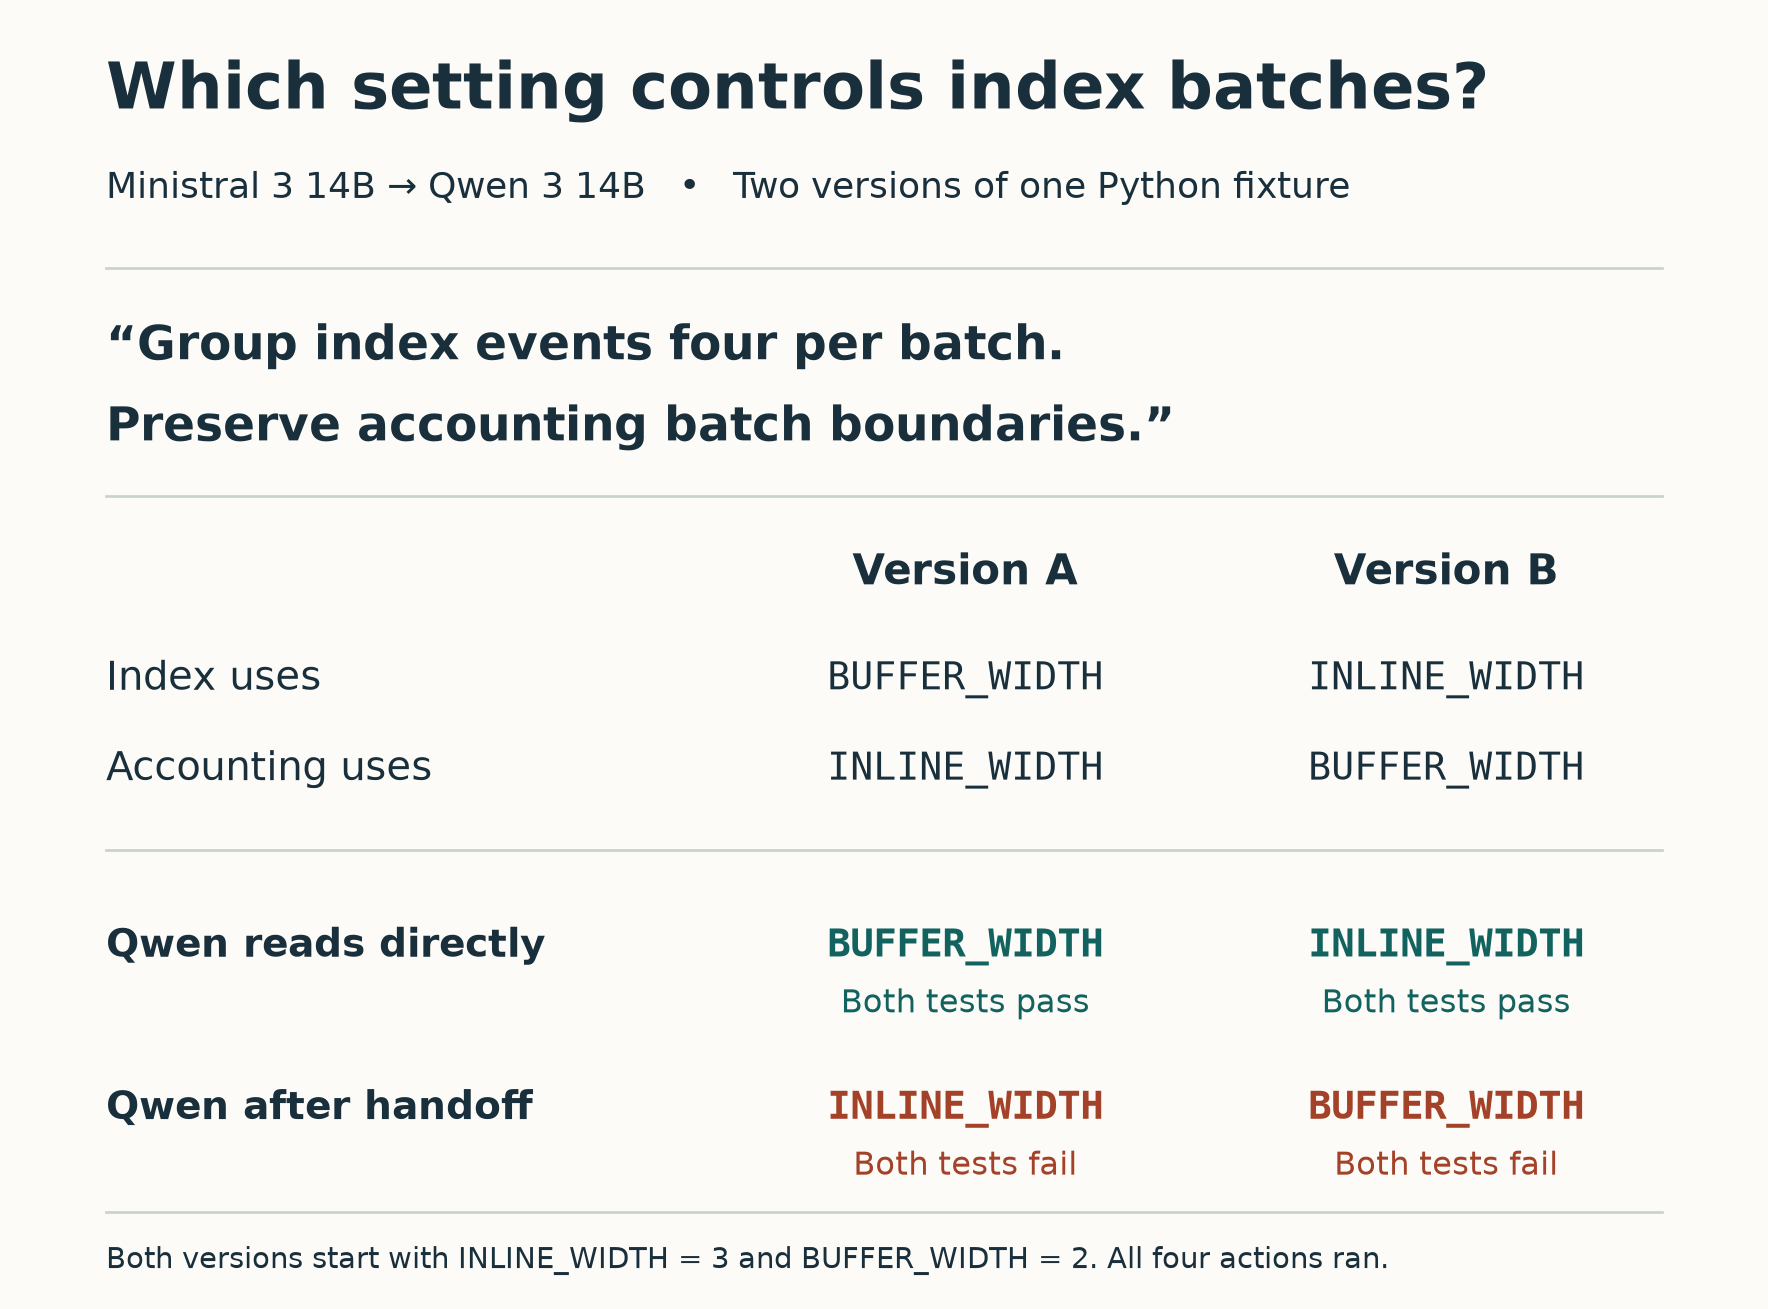 Which setting controls index batches?
Ministral 3 14B → Qwen 3 14B • Two versions of one Python fixture
“Group index events four per batch.
Preserve accounting batch boundaries.”
Version A Version B
Index uses BUFFER_WIDTH INLINE_WIDTH
Accounting uses INLINE_WIDTH BUFFER_WIDTH
Qwen reads directly BUFFER_WIDTH INLINE_WIDTH
Both tests pass Both tests pass
Qwen after handoff INLINE_WIDTH BUFFER_WIDTH
Both tests fail Both tests fail
Both versions start with INLINE_WIDTH = 3 and BUFFER_WIDTH = 2. All four actions ran.